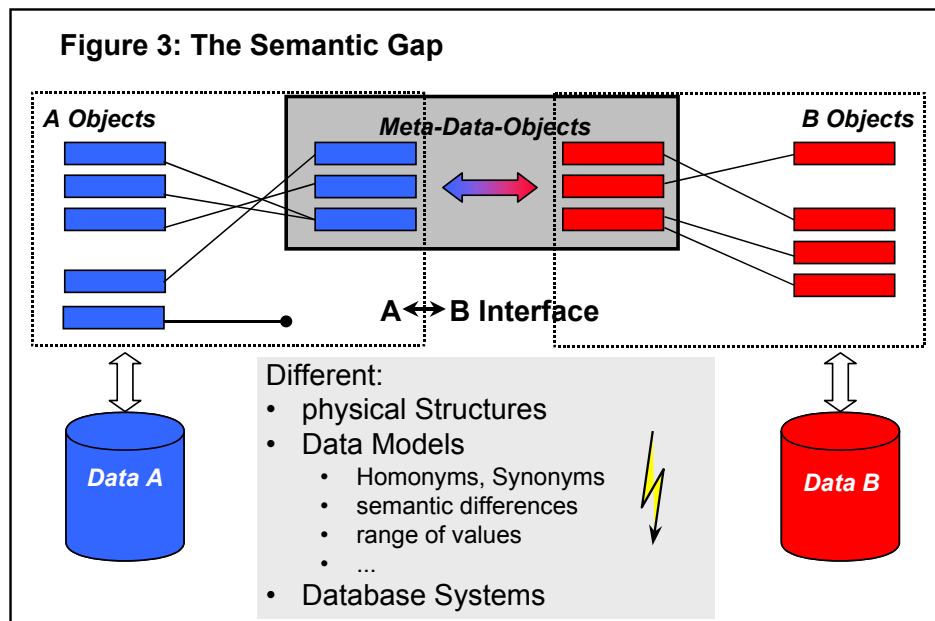 Figure 3: The Semantic Gap
A Objects
Meta-Data-Objects
B Objects
A B Interface
Different:
• physical Structures
• Data Models
• Homonyms, Synonyms
• semantic differences
• range of values
• ...
• Database Systems
Data A
Data B